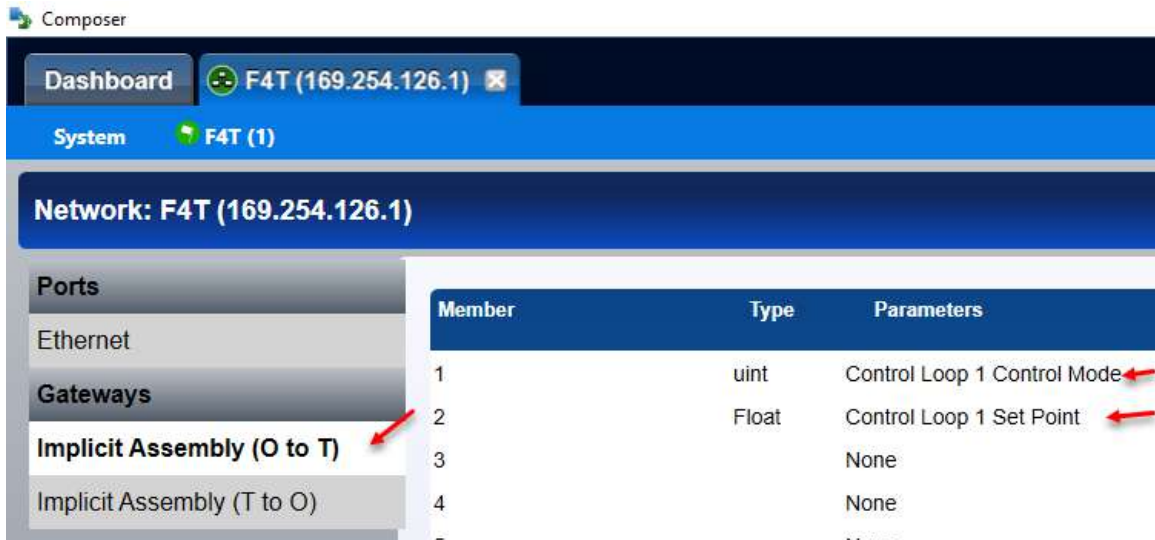 Composer
Dashboard F4T (169.254.126.1)
System F4T (1)
Network: F4T (169.254.126.1)
Ports
Ethernet
Gateways
Implicit Assembly (O to T)
Implicit Assembly (T to O)
Member Type Parameters
1 uint Control Loop 1 Control Mode
2 Float Control Loop 1 Set Point
3 None
4 None